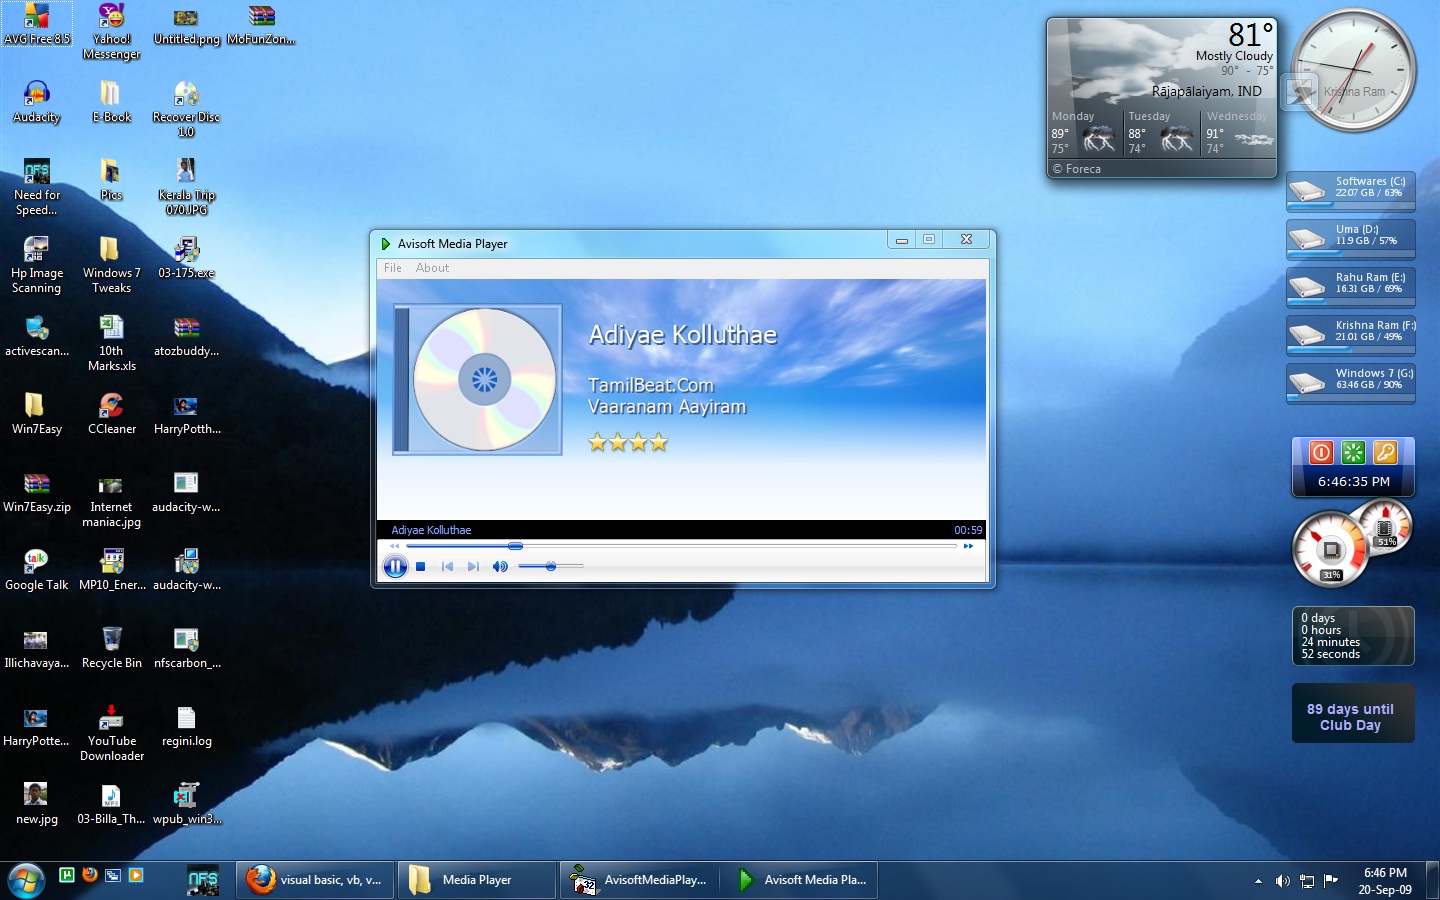 AVG Free 8.5
Yahoo! Messenger
Untitled.png
MoFunZon...
Audacity
E-Book
Recover Disc 1.0
Need for Speed...
Pics
Kerala Trip 070.JPG
Hp Image Scanning
Windows 7 Tweaks
03-175.exe
activescan...
10th Marks.xls
atozbuddy....
Win7Easy
CCleaner
HarryPotth...
Win7Easy.zip
Internet maniac.jpg
audacity-w...
talk
Google Talk
MP10_Ener...
audacity-w...
Illichavaya...
Recycle Bin
nfscarbon_...
HarryPotte...
YouTube Downloader
regini.log
new.jpg
MP3
03-Billa_Th...
wpub_win3...
Avisoft Media Player
File About
Adiyae Kolluthae
TamilBeat.Com
Vaaranam Aayiram
Adiyae Kolluthae 00:59
81°
Mostly Cloudy
90° - 75°
Rājapālaiyam, IND
Monday Tuesday Wednesday
89° 88° 91°
75° 74° 74°
© Foreca
Krishna Ram
Softwares (C:)
22.07 GB / 63%
Uma (D:)
11.9 GB / 57%
Rahu Ram (E:)
16.31 GB / 69%
Krishna Ram (F:)
21.01 GB / 49%
Windows 7 (G:)
63.46 GB / 90%
6:46:35 PM
51%
31%
0 days
0 hours
24 minutes
52 seconds
89 days until
Club Day
NFS
visual basic, vb, v...
Media Player
AvisoftMediaPlay...
Avisoft Media Pla...
6:46 PM
20-Sep-09